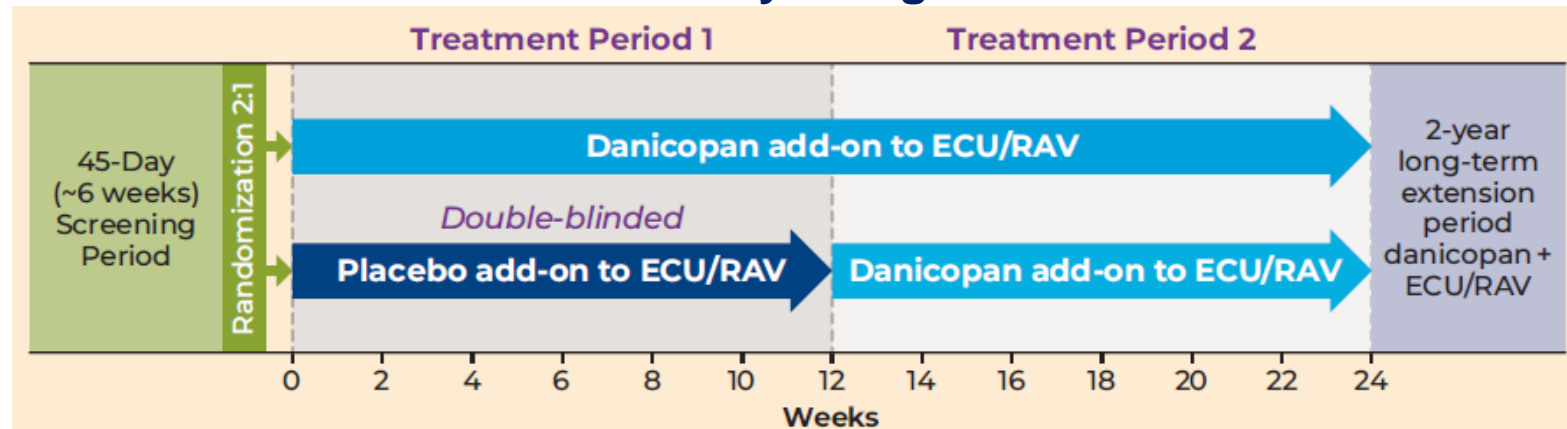 Treatment Period 1
Treatment Period 2
45-Day
(~6 weeks)
Screening
Period
Randomization 2:1
Danicopan add-on to ECU/RAV
Double-blinded
Placebo add-on to ECU/RAV
Danicopan add-on to ECU/RAV
2-year
long-term
extension
period
danicopan +
ECU/RAV
0 2 4 6 8 10 12 14 16 18 20 22 24
Weeks